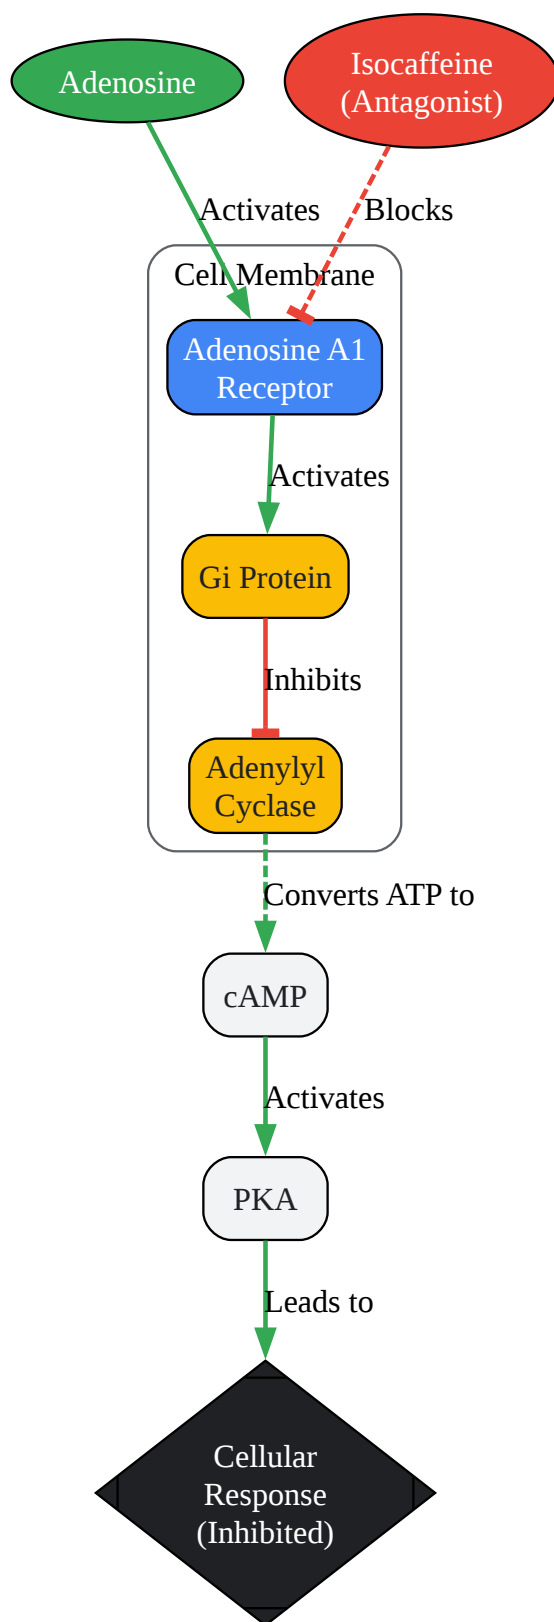 Adenosine
Isocaffeine
(Antagonist)
Activates
Blocks
Cell Membrane
Adenosine A1
Receptor
Activates
Gi Protein
Inhibits
Adenylyl
Cyclase
Converts ATP to
cAMP
Activates
PKA
Leads to
Cellular
Response
(Inhibited)